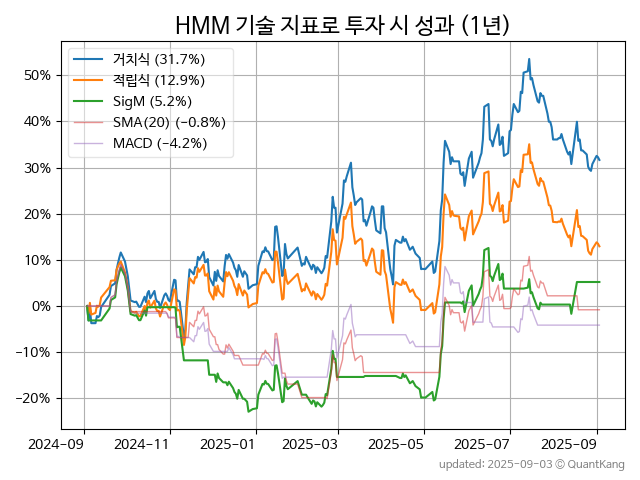 HMM 기술 지표로 투자 시 성과 (1년)
거치식 (31.7%)
적립식 (12.9%)
SigM (5.2%)
SMA(20) (−0.8%)
MACD (−4.2%)
50%
40%
30%
20%
10%
0%
−10%
−20%
2024-09 2024-11 2025-01 2025-03 2025-05 2025-07 2025-09
updated: 2025-09-03 ⓒ QuantKang